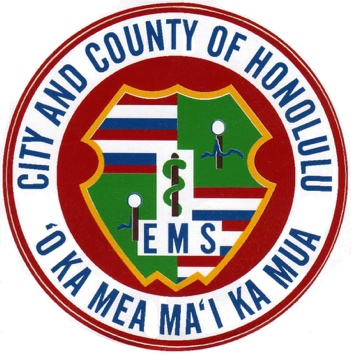 CITY AND COUNTY OF HONOLULU
EMS
ʻO KA MEA MAʻI KA MUA